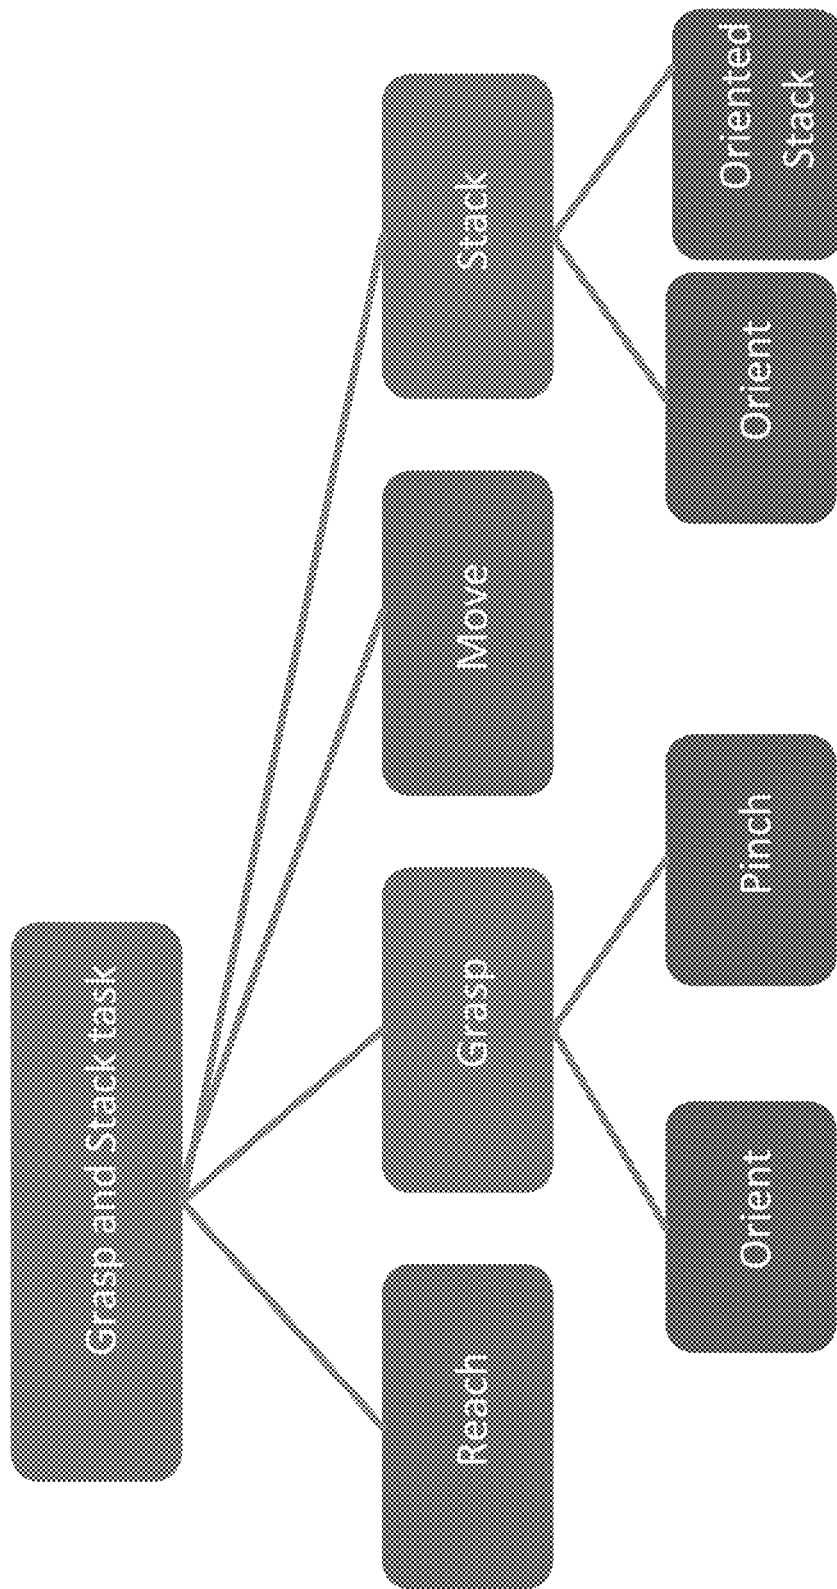 Grasp and Stack task
Reach
Grasp
Move
Stack
Orient
Pinch
Orient
Oriented
Stack